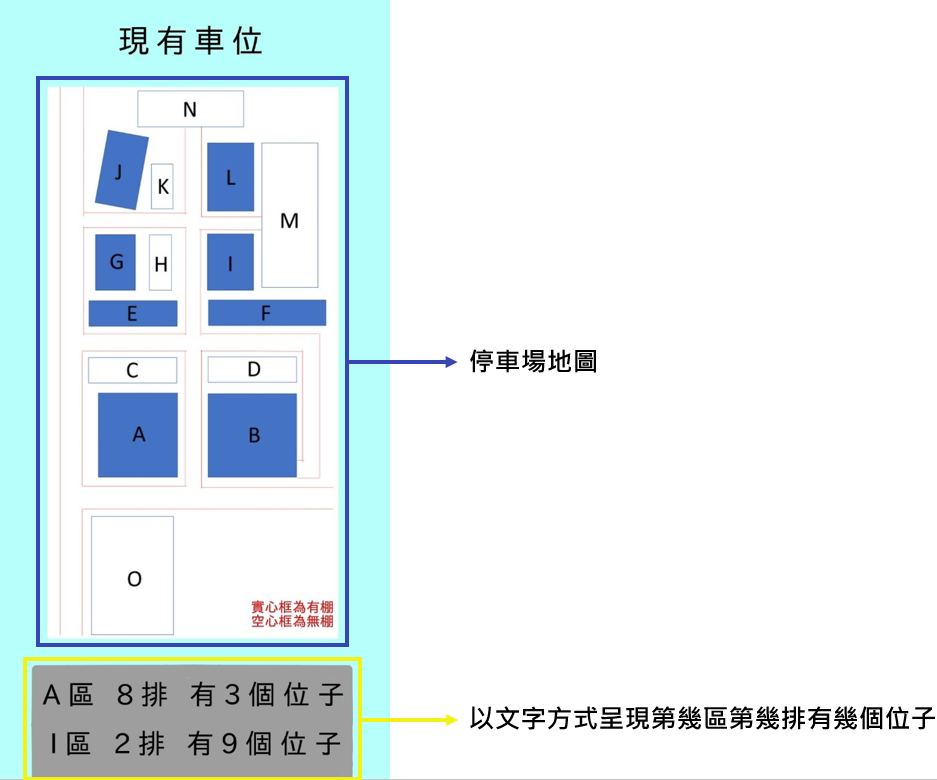 現有車位
N
J
K
L
M
G
H
I
E
F
C
D
A
B
O
實心框為有棚
空心框為無棚
停車場地圖
A區 8排 有3個位子
I區 2排 有9個位子
以文字方式呈現第幾區第幾排有幾個位子